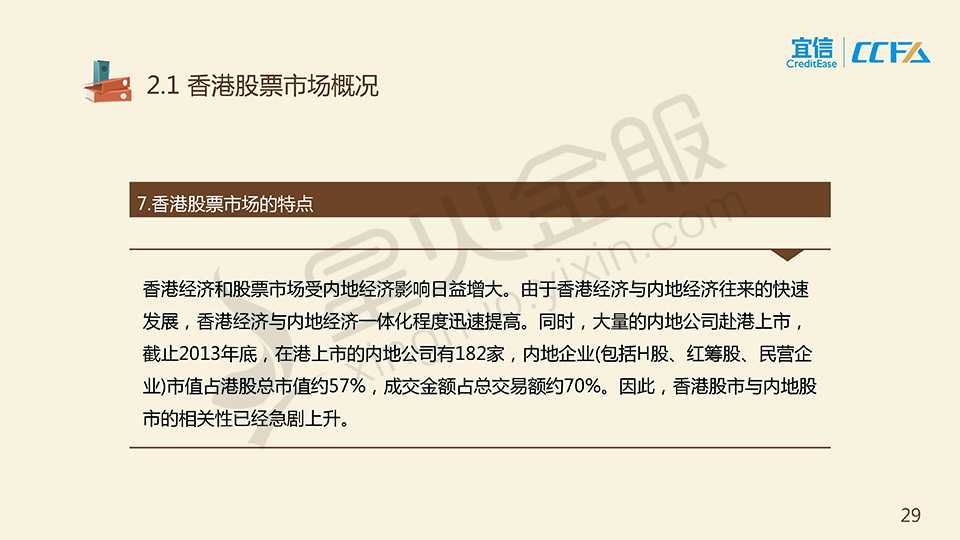 宜信
CreditEase
CCFA
2.1 香港股票市场概况
7.香港股票市场的特点
香港经济和股票市场受内地经济影响日益增大。由于香港经济与内地经济往来的快速
发展，香港经济与内地经济一体化程度迅速提高。同时，大量的内地公司赴港上市，
截止2013年底，在港上市的内地公司有182家，内地企业(包括H股、红筹股、民营企
业)市值占港股总市值约57%，成交金额占总交易额约70%。因此，香港股市与内地股
市的相关性已经急剧上升。
星火金服
xinghuo.yixin.com
29